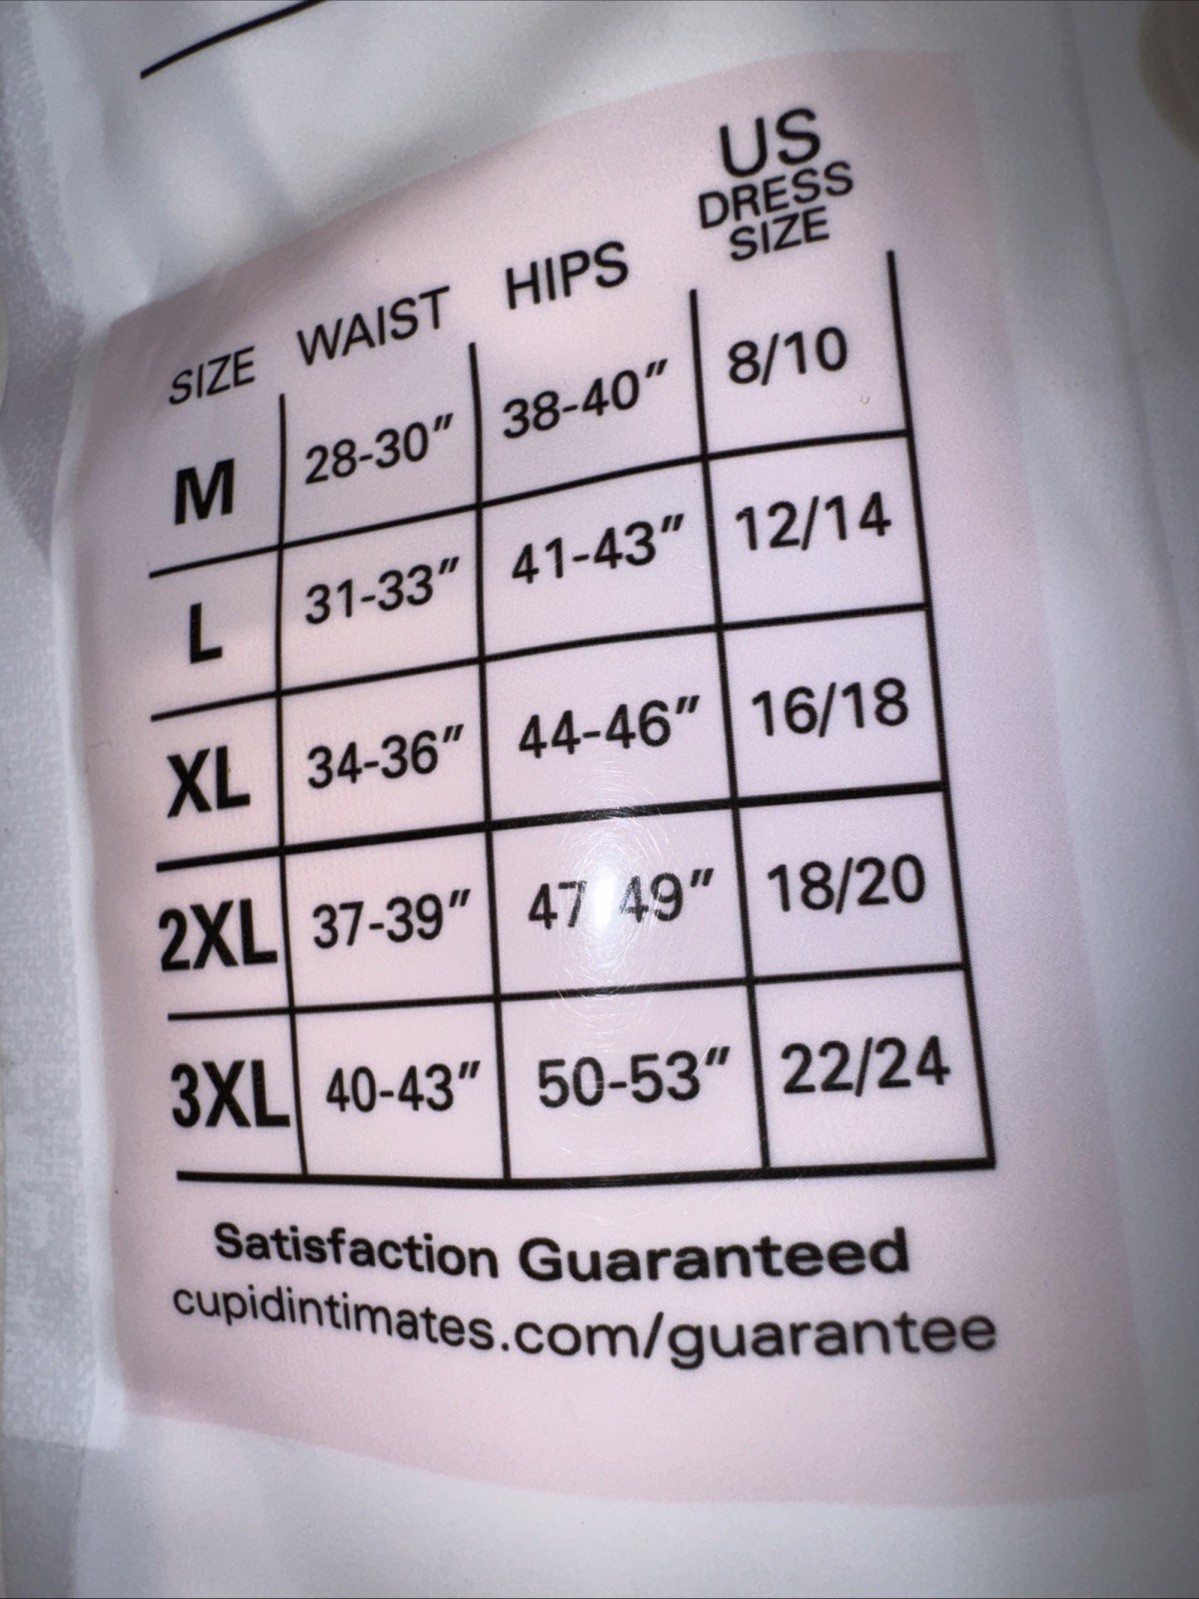 SIZE WAIST HIPS US DRESS SIZE
M 28-30" 38-40" 8/10
L 31-33" 41-43" 12/14
XL 34-36" 44-46" 16/18
2XL 37-39" 47 49" 18/20
3XL 40-43" 50-53" 22/24
Satisfaction Guaranteed
cupidintimates.com/guarantee